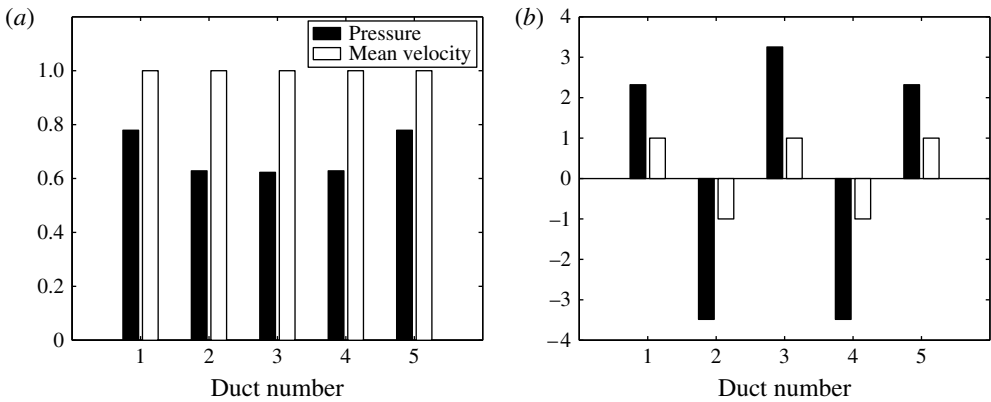 (a)
Pressure
Mean velocity
1.0
0.8
0.6
0.4
0.2
0
1 2 3 4 5
Duct number
(b)
4
3
2
1
0
–1
–2
–3
–4
1 2 3 4 5
Duct number